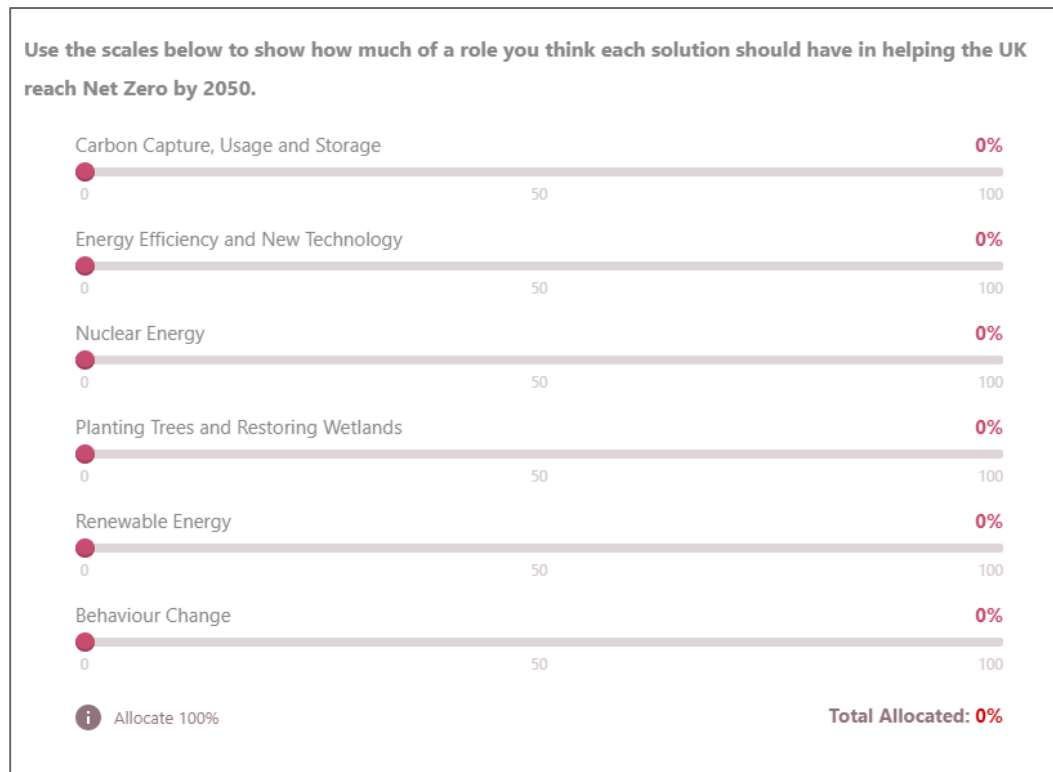 Use the scales below to show how much of a role you think each solution should have in helping the UK
reach Net Zero by 2050.
Carbon Capture, Usage and Storage 0%
0 50 100
Energy Efficiency and New Technology 0%
0 50 100
Nuclear Energy 0%
0 50 100
Planting Trees and Restoring Wetlands 0%
0 50 100
Renewable Energy 0%
0 50 100
Behaviour Change 0%
0 50 100
i Allocate 100% Total Allocated: 0%